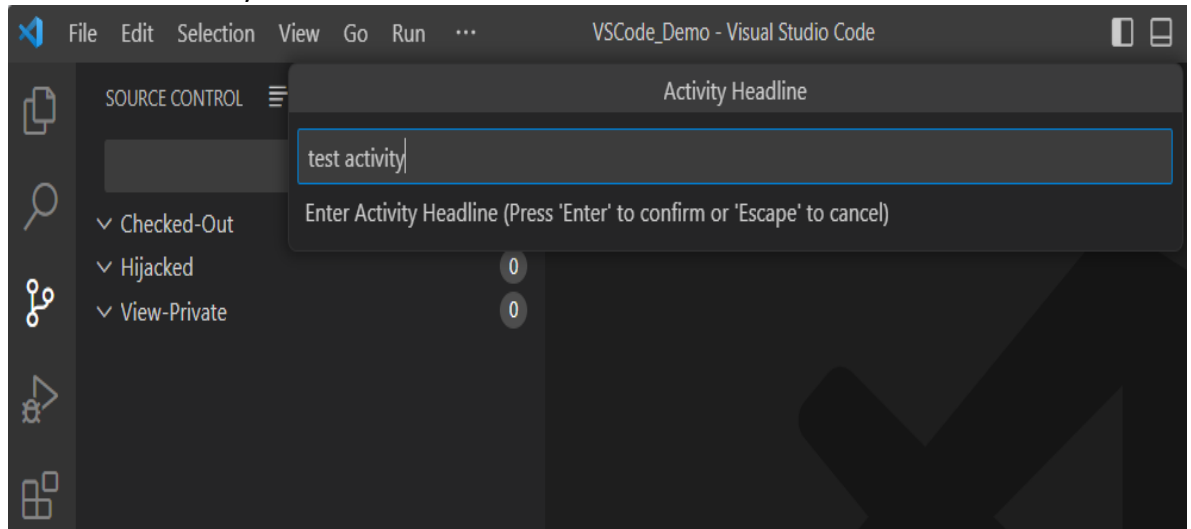 File Edit Selection View Go Run ··· VSCode_Demo - Visual Studio Code
SOURCE CONTROL
Activity Headline
test activity
Enter Activity Headline (Press 'Enter' to confirm or 'Escape' to cancel)
Checked-Out
Hijacked 0
View-Private 0